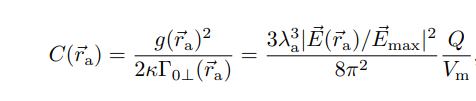 C(\vec{r}_a) = \frac{g(\vec{r}_a)^2}{2\kappa\Gamma_{0\perp}(\vec{r}_a)} = \frac{3\lambda_a^3|\vec{E}(\vec{r}_a)/\vec{E}_{max}|^2}{8\pi^2} \frac{Q}{V_m}.